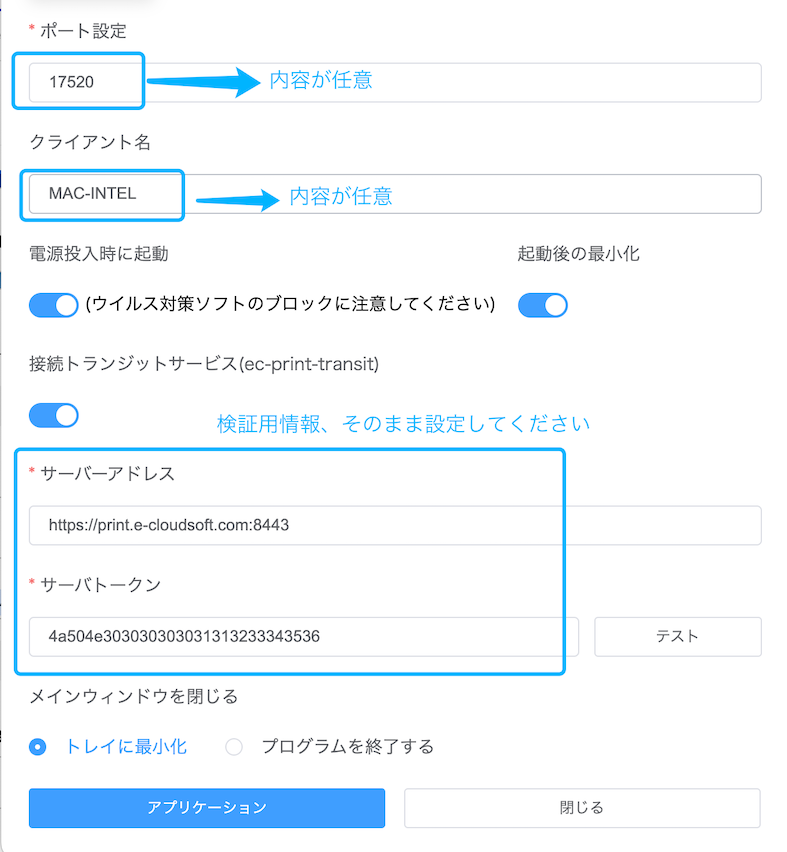 * ポート設定
17520
内容が任意
クライアント名
MAC-INTEL
内容が任意
電源投入時に起動
起動後の最小化
(ウイルス対策ソフトのブロックに注意してください)
接続トランジットサービス(ec-print-transit)
検証用情報、そのまま設定してください
* サーバーアドレス
https://print.e-cloudsoft.com:8443
* サーバトークン
4a504e3030303030313132333435​36
テスト
メインウィンドウを閉じる
トレイに最小化
プログラムを終了する
アプリケーション
閉じる